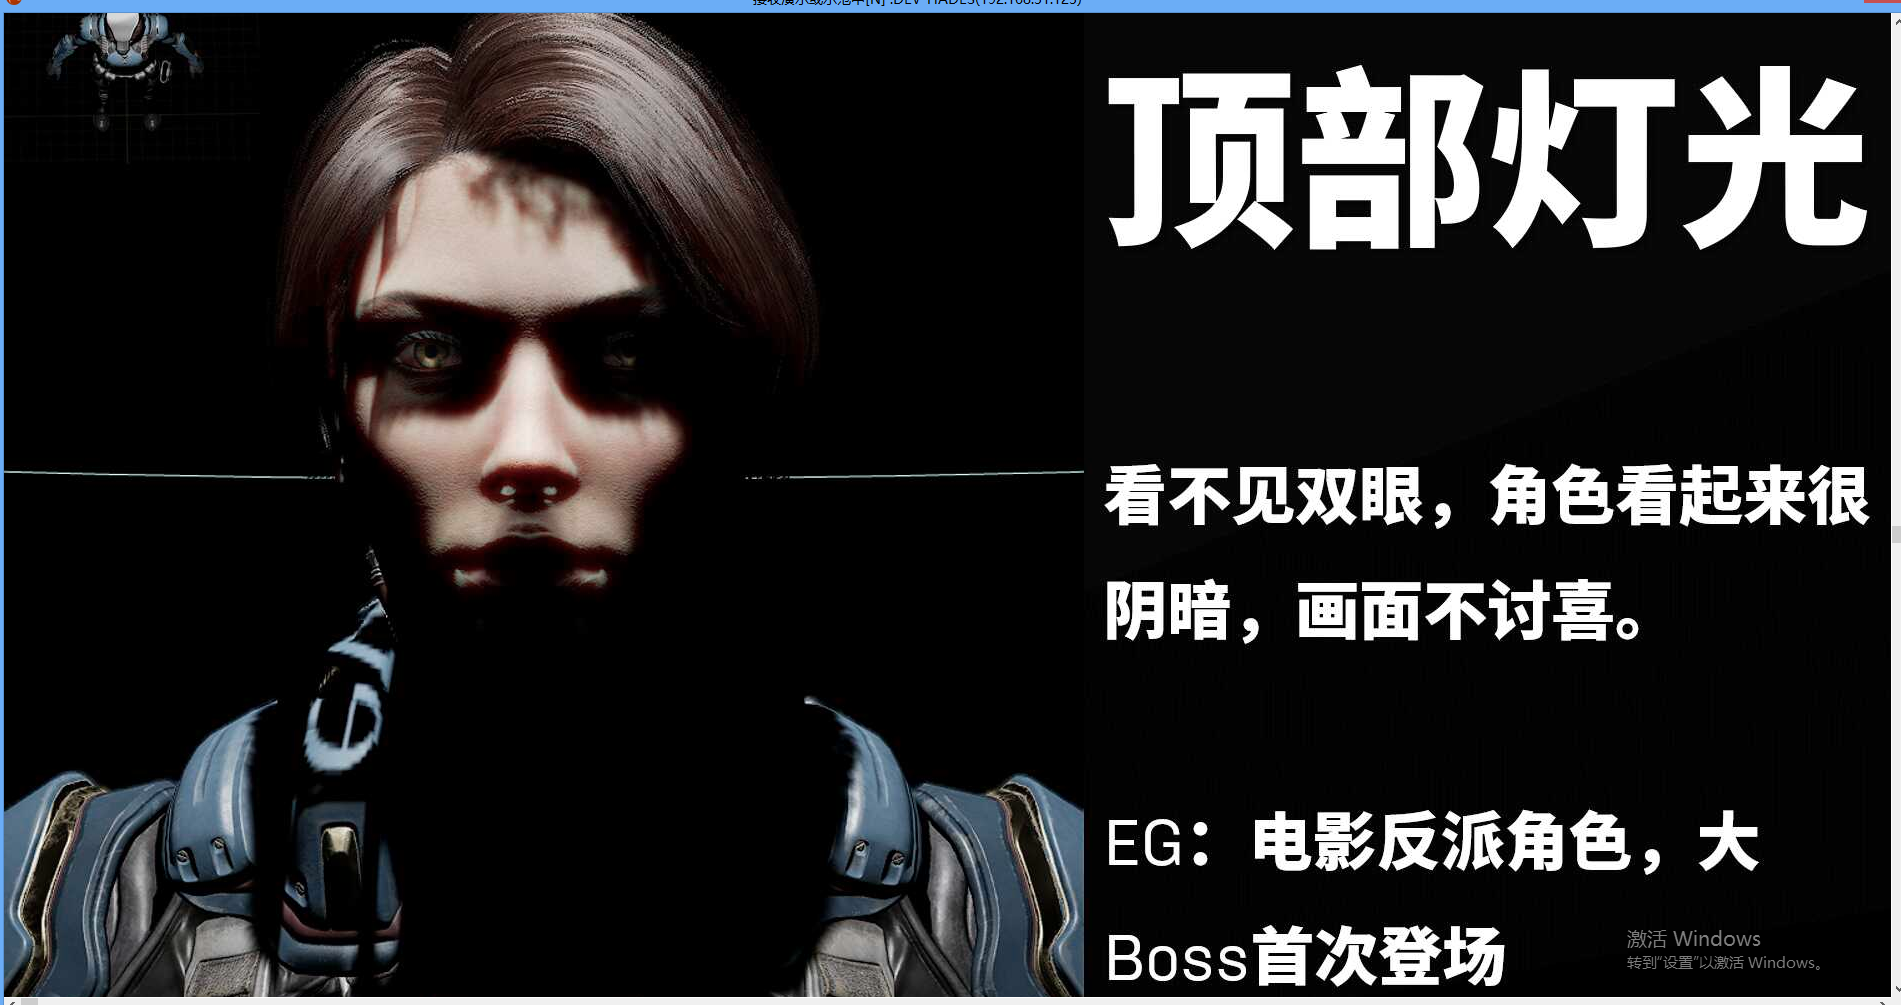 顶部灯光
看不见双眼，角色看起来很
阴暗，画面不讨喜。
EG：电影反派角色，大
Boss首次登场
激活 Windows
转到“设置”以激活 Windows。